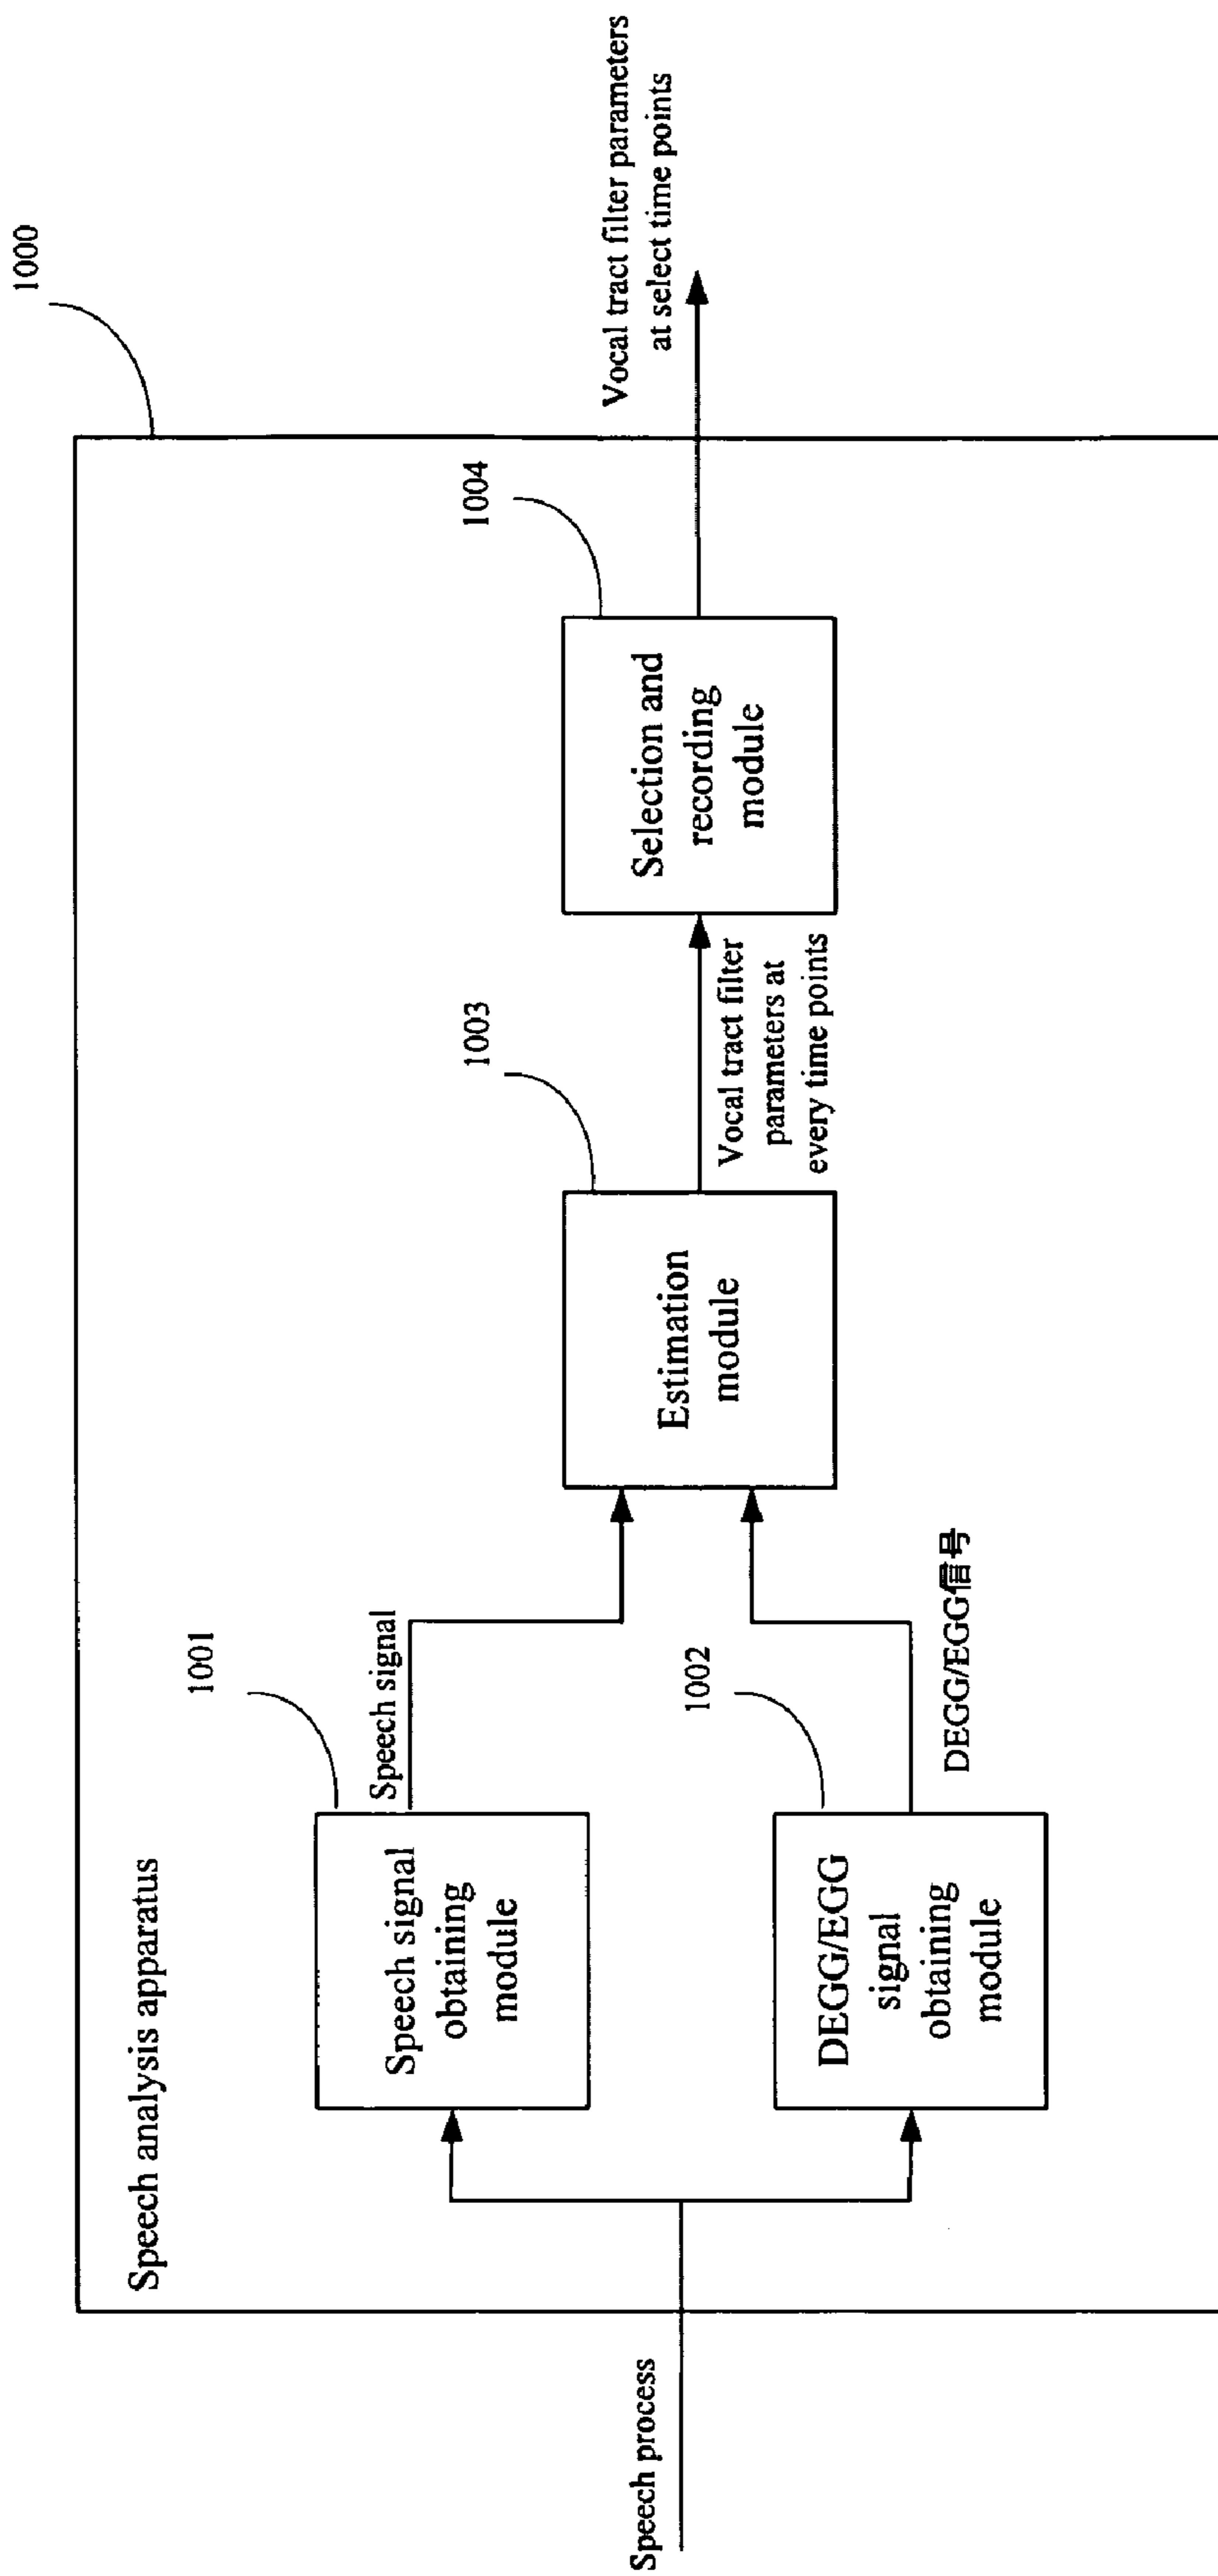 Speech analysis apparatus
1000
Speech process
1001
Speech signal
obtaining
module
Speech signal
1002
DEGG/EGG
signal
obtaining
module
DEGG/EGG信号
1003
Estimation
module
Vocal tract filter
parameters at
every time points
1004
Selection and
recording
module
Vocal tract filter parameters
at select time points